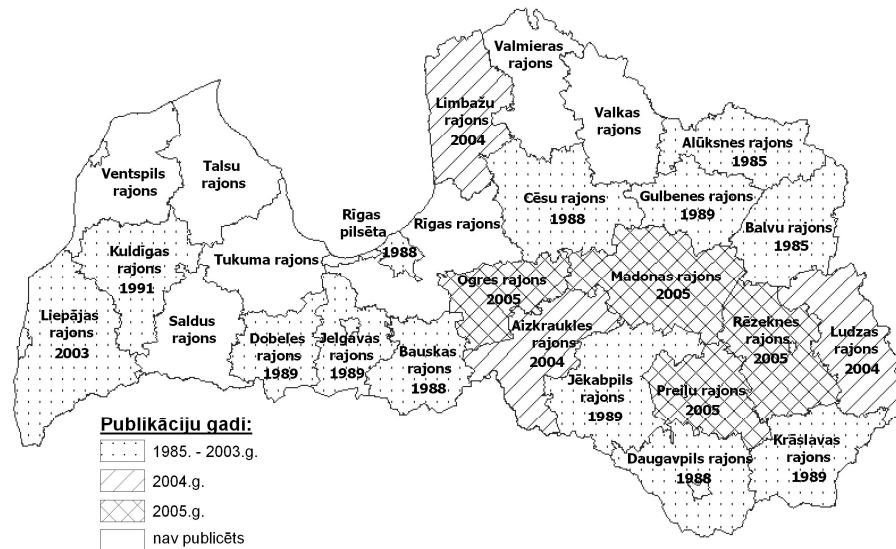 Valmieras
rajons
Limbažu
rajons
2004
Valkas
rajons
Alūksnes rajons
1985
Ventspils
rajons
Talsu
rajons
Cēsu rajons
1988
Gulbenes rajons
1989
Balvu rajons
1985
Rīgas
pilsēta
1988
Rīgas rajons
Kuldīgas
rajons
1991
Tukuma rajons
Ogres rajons
2005
Madonas rajons
2005
Liepājas
rajons
2003
Saldus
rajons
Dobeles
rajons
1989
Jelgavas
rajons
1989
Bauskas
rajons
1988
Aizkraukles
rajons
2004
Rēzeknes
rajons
2005
Ludzas
rajons
2004
Jēkabpils
rajons
1989
Preiļu rajons
2005
Daugavpils rajons
1988
Krāslavas
rajons
1989
Publikāciju gadi:
1985. - 2003.g.
2004.g.
2005.g.
nav publicēts